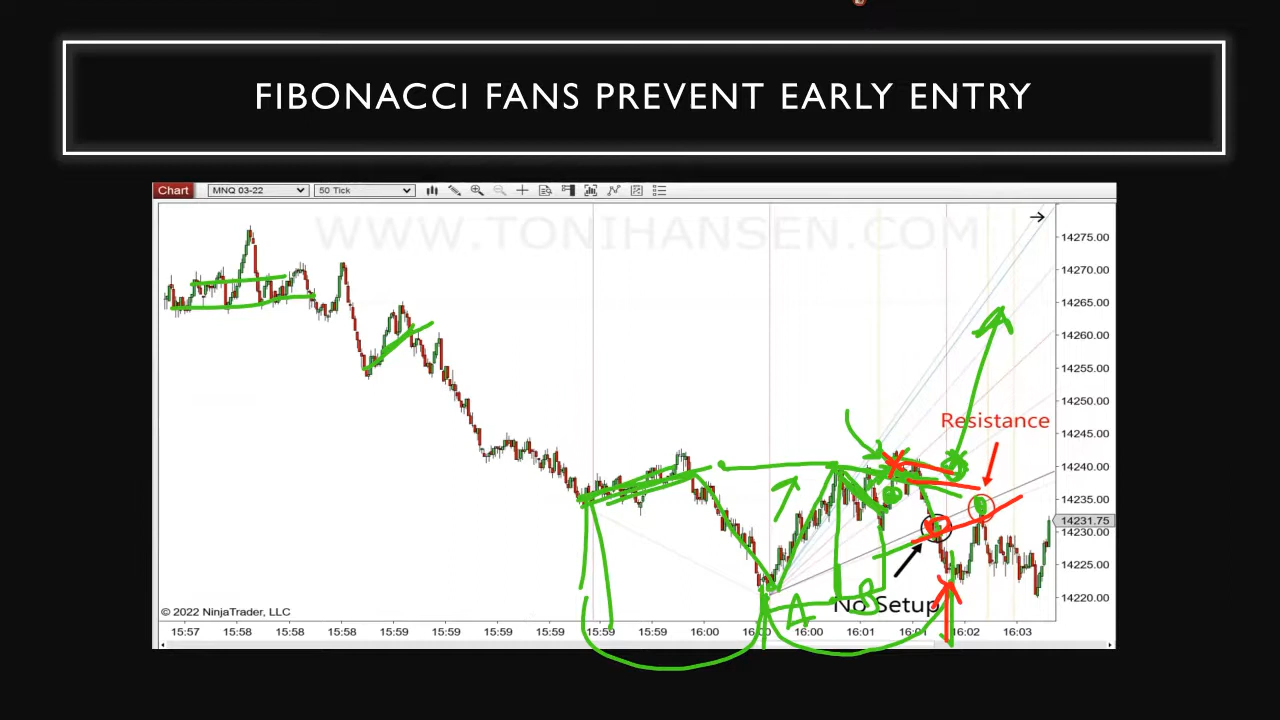 FIBONACCI FANS PREVENT EARLY ENTRY
Chart MNQ 03-22 50 Tick
WWW.TONIHANSEN.COM
14275.00
14270.00
14265.00
14260.00
14255.00
14250.00
14245.00
14240.00
14235.00
14231.75
14230.00
14225.00
14220.00
Resistance
A
B
No Setup
© 2022 NinjaTrader, LLC
15:57 15:58 15:58 15:58 15:59 15:59 15:59 15:59 15:59 15:59 16:00 16:00 16:00 16:01 16:01 16:02 16:03